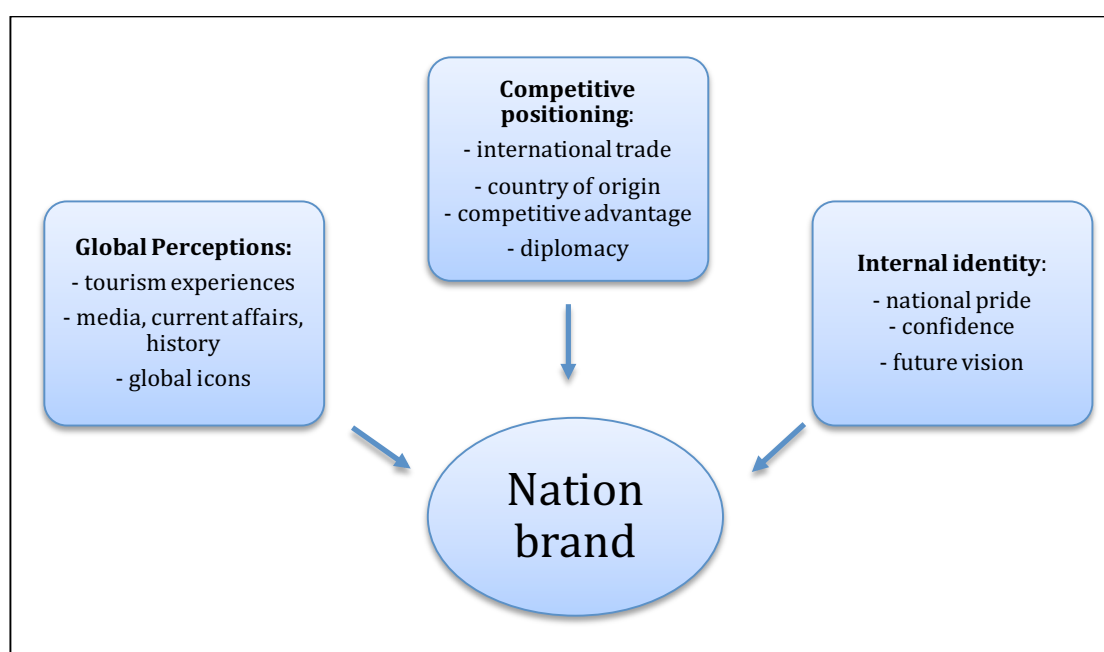 Global Perceptions:
- tourism experiences
- media, current affairs,
history
- global icons
Competitive
positioning:
- international trade
- country of origin
- competitive advantage
- diplomacy
Internal identity:
- national pride
- confidence
- future vision
Nation
brand